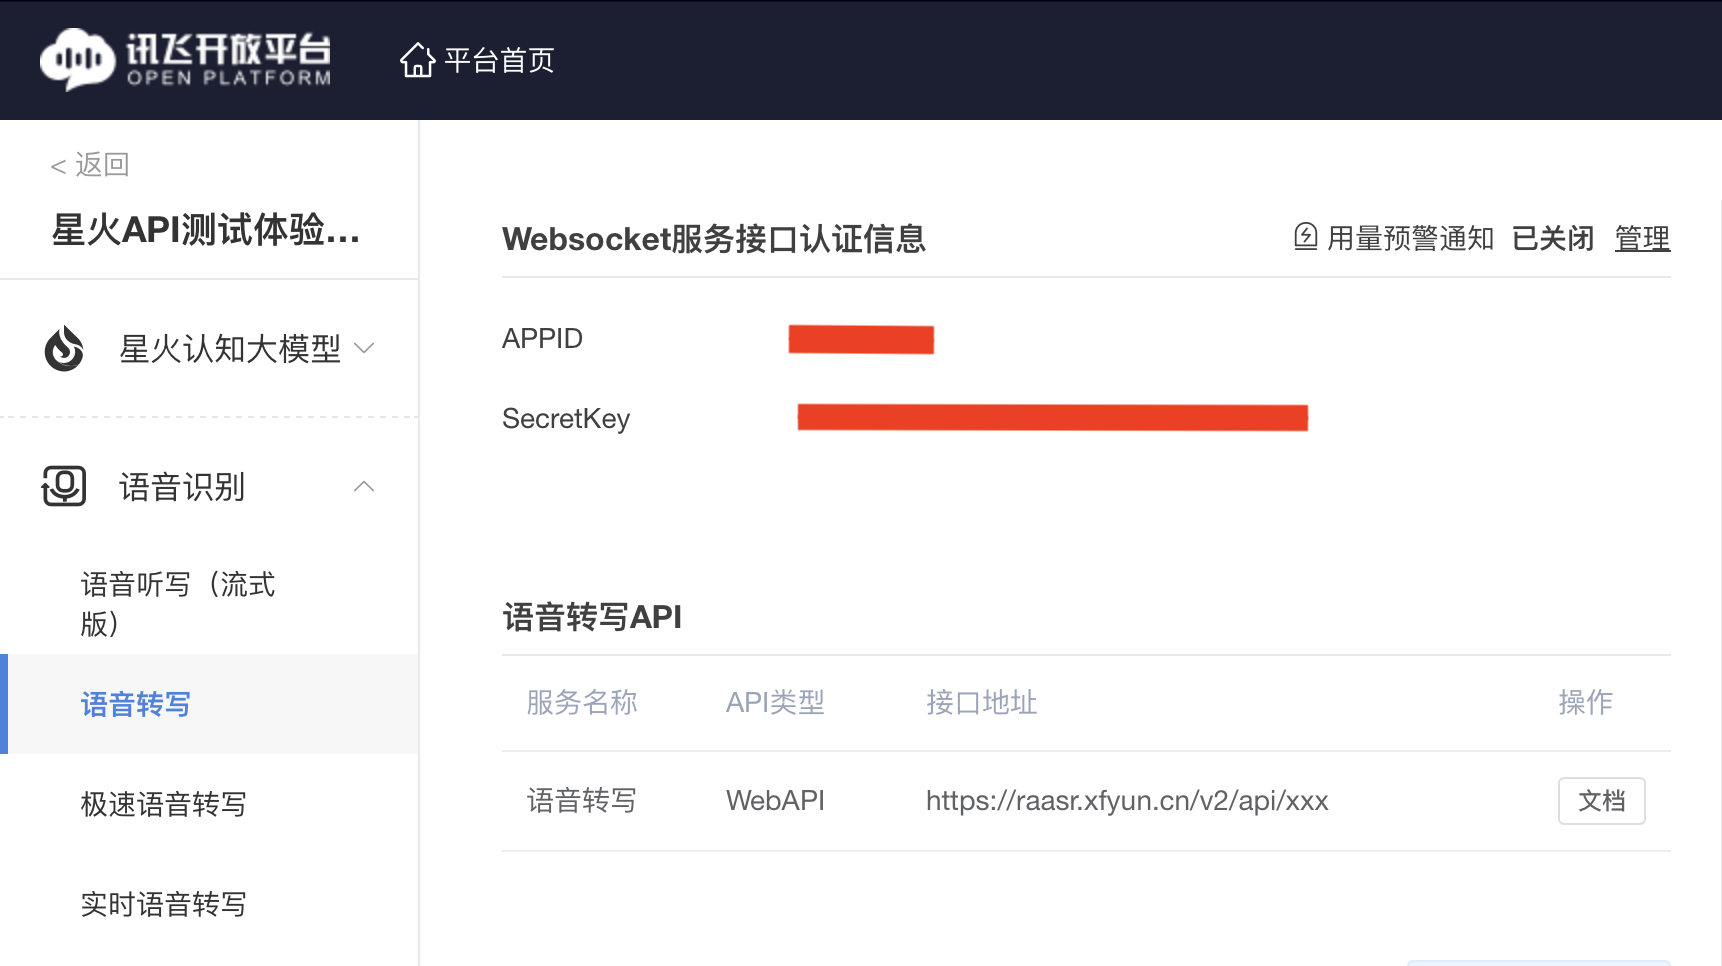 讯飞开放平台
OPEN PLATFORM
平台首页
< 返回
星火API测试体验...
星火认知大模型
语音识别
语音听写（流式
版）
语音转写
极速语音转写
实时语音转写
Websocket服务接口认证信息
用量预警通知 已关闭 管理
APPID
SecretKey
语音转写API
服务名称 API类型 接口地址 操作
语音转写 WebAPI https://raasr.xfyun.cn/v2/api/xxx 文档